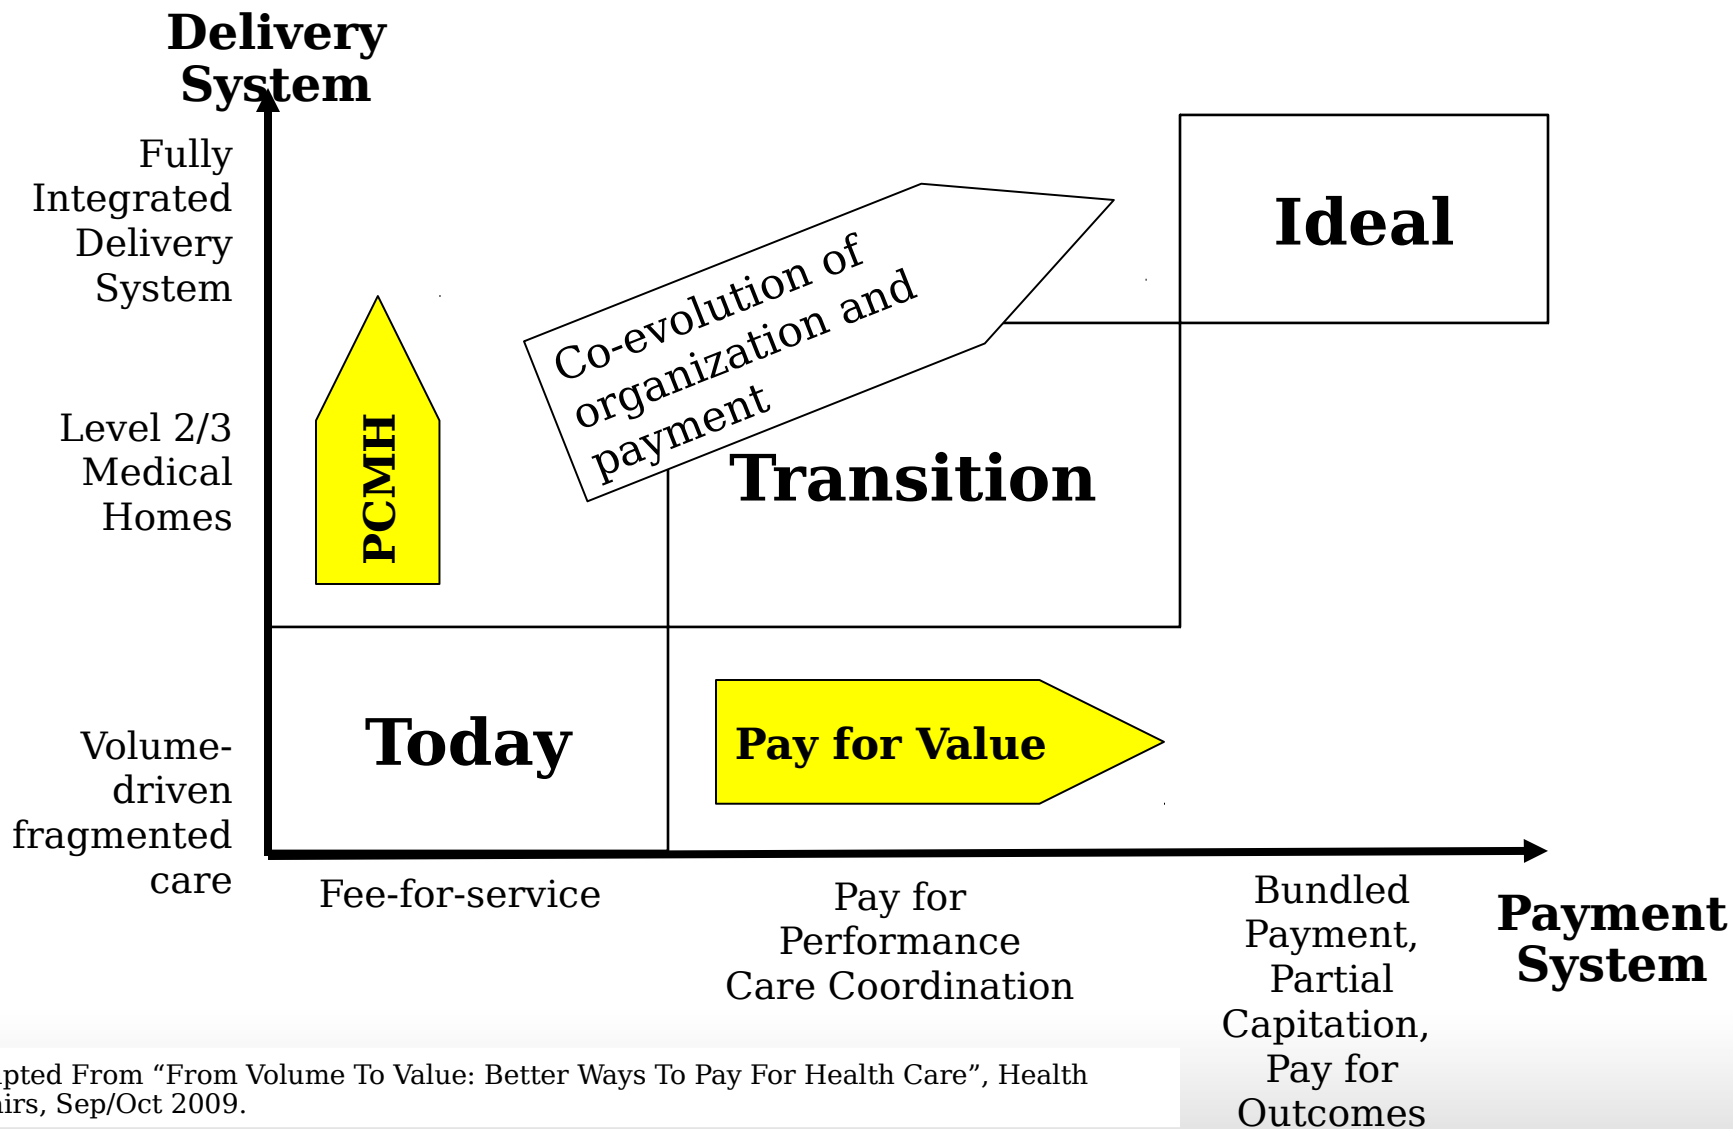 Delivery
System
Fully
Integrated
Delivery
System
Ideal
Co-evolution of
organization and
payment
PCMH
Level 2/3
Medical
Homes
Transition
Volume-
driven
fragmented
care
Today
Pay for Value
Fee-for-service
Pay for
Performance
Care Coordination
Bundled
Payment,
Partial
Capitation,
Pay for
Outcomes
Payment
System
pted From “From Volume To Value: Better Ways To Pay For Health Care”, Health
irs, Sep/Oct 2009.